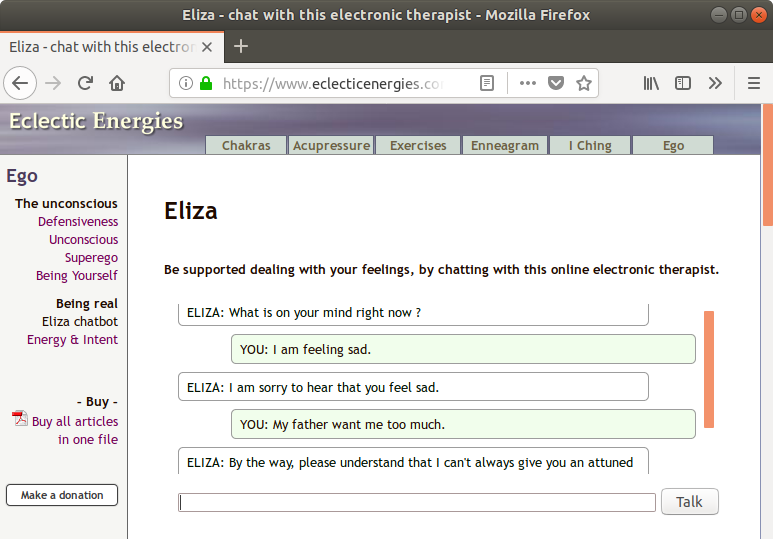 Eliza - chat with this electronic therapist - Mozilla Firefox
Eliza - chat with this electron
https://www.eclecticenergies.co
Eclectic Energies
Chakras Acupressure Exercises Enneagram I Ching Ego
Ego
The unconscious
Defensiveness
Unconscious
Superego
Being Yourself
Being real
Eliza chatbot
Energy & Intent
- Buy -
Buy all articles
in one file
Make a donation
Eliza
Be supported dealing with your feelings, by chatting with this online electronic therapist.
ELIZA: What is on your mind right now ?
YOU: I am feeling sad.
ELIZA: I am sorry to hear that you feel sad.
YOU: My father want me too much.
ELIZA: By the way, please understand that I can't always give you an attuned
Talk